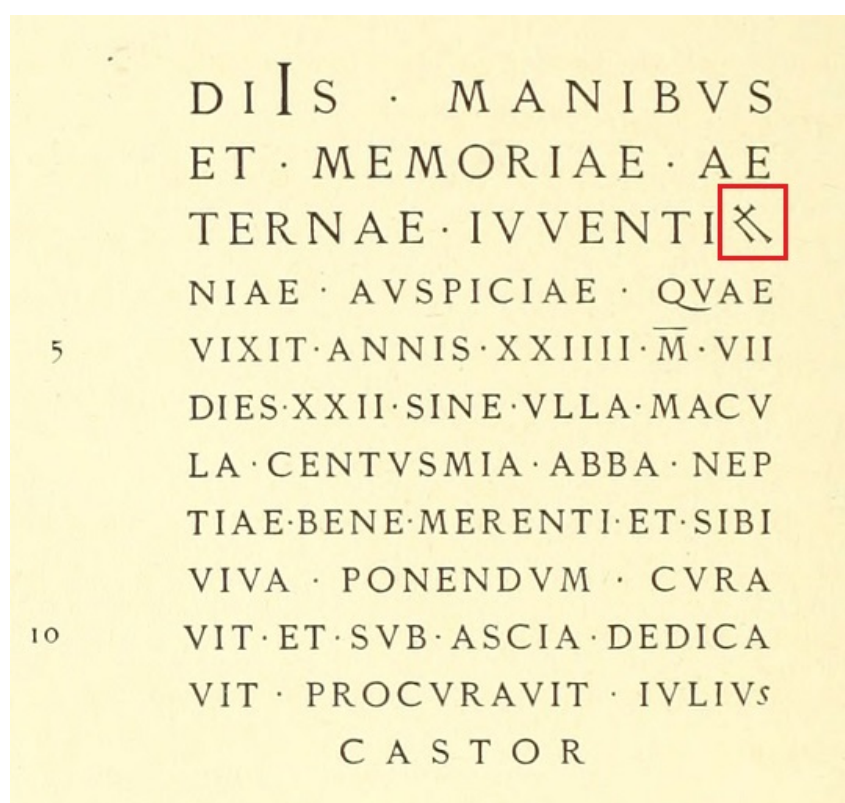 DIIS · MANIBVS
ET · MEMORIAE · AE
TERNAE · IVVENTI
NIAE · AVSPICIAE · QVAE
5 VIXIT·ANNIS·XXIIII·M̅·VII
DIES·XXII·SINE·VLLA·MACV
LA·CENTVSMIA·ABBA·NEP
TIAE·BENE·MERENTI·ET·SIBI
VIVA · PONENDVM · CVRA
10 VIT·ET·SVB·ASCIA·DEDICA
VIT · PROCVRAVIT · IVLIVs
CASTOR